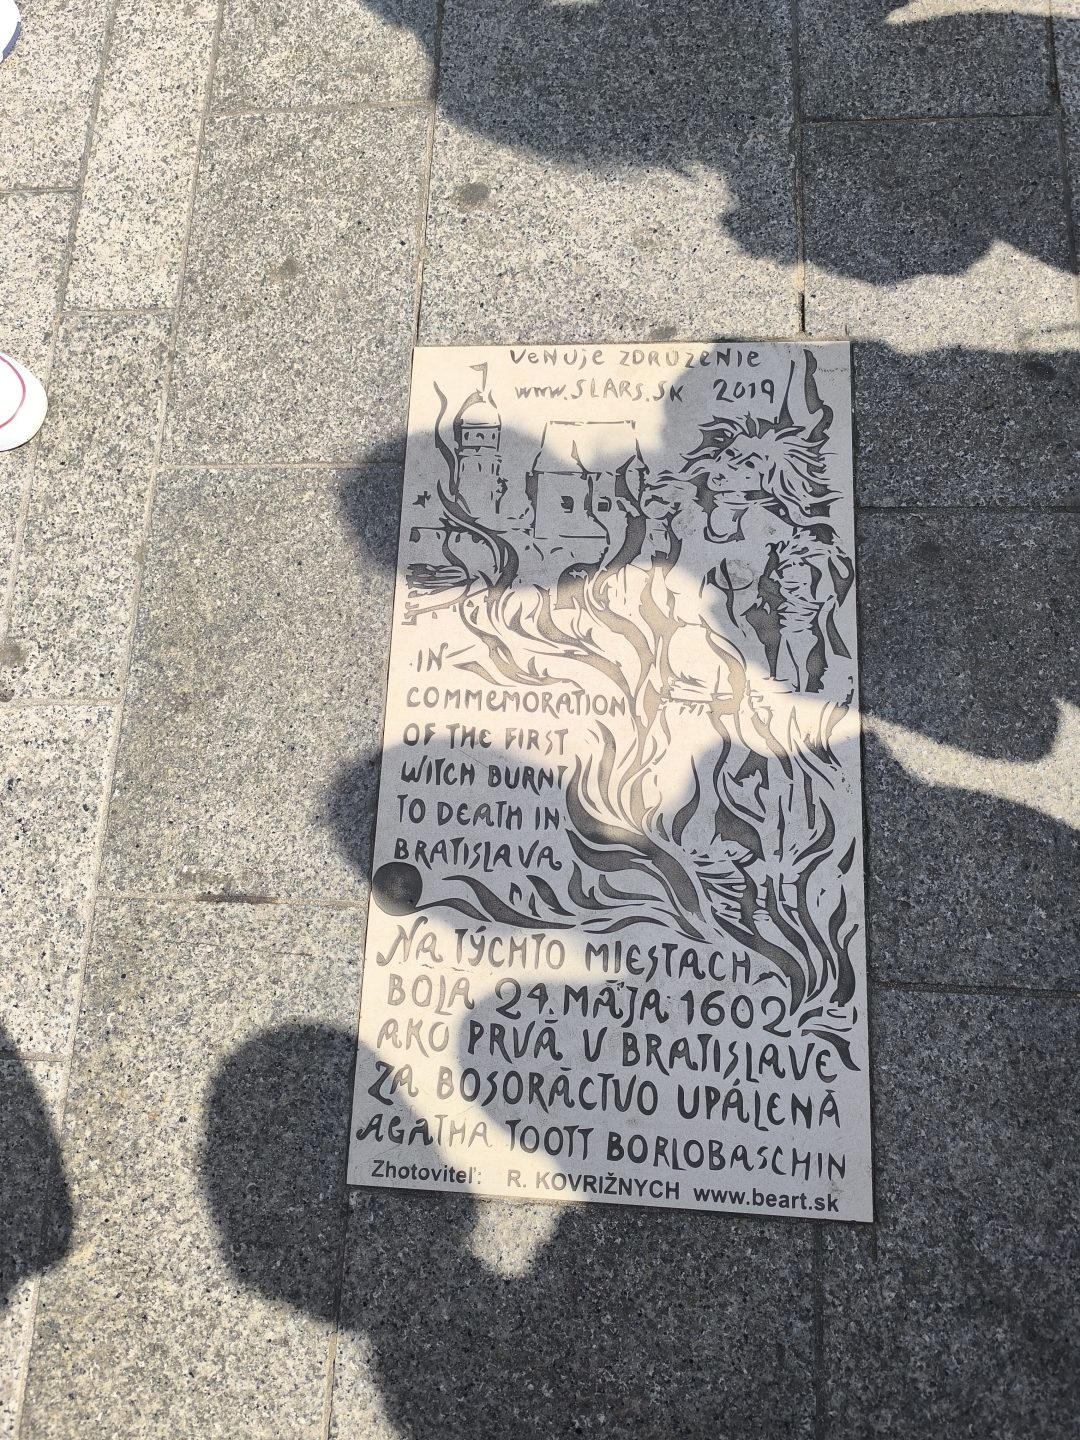 VENUJE ZDRUŽENIE
www.SLARS.SK 2019
IN
COMMEMORATION
OF THE FIRST
WITCH BURNT
TO DEATH IN
BRATISLAVA
NA TÝCHTO MIESTACH
BOLA 24. MÁJA 1602
AKO PRVÁ V BRATISLAVE
ZA BOSORÁCTVO UPÁLENÁ
AGATHA TOOTT BORLOBASCHIN
Zhotoviteľ: R. KOVRIŽNYCH www.beart.sk